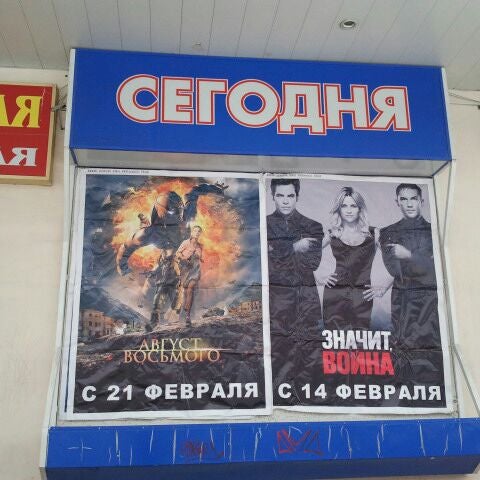 СЕГОДНЯ
АВГУСТ
ВОСЬМОГО
С 21 ФЕВРАЛЯ
ЗНАЧИТ,
ВОЙНА
С 14 ФЕВРАЛЯ